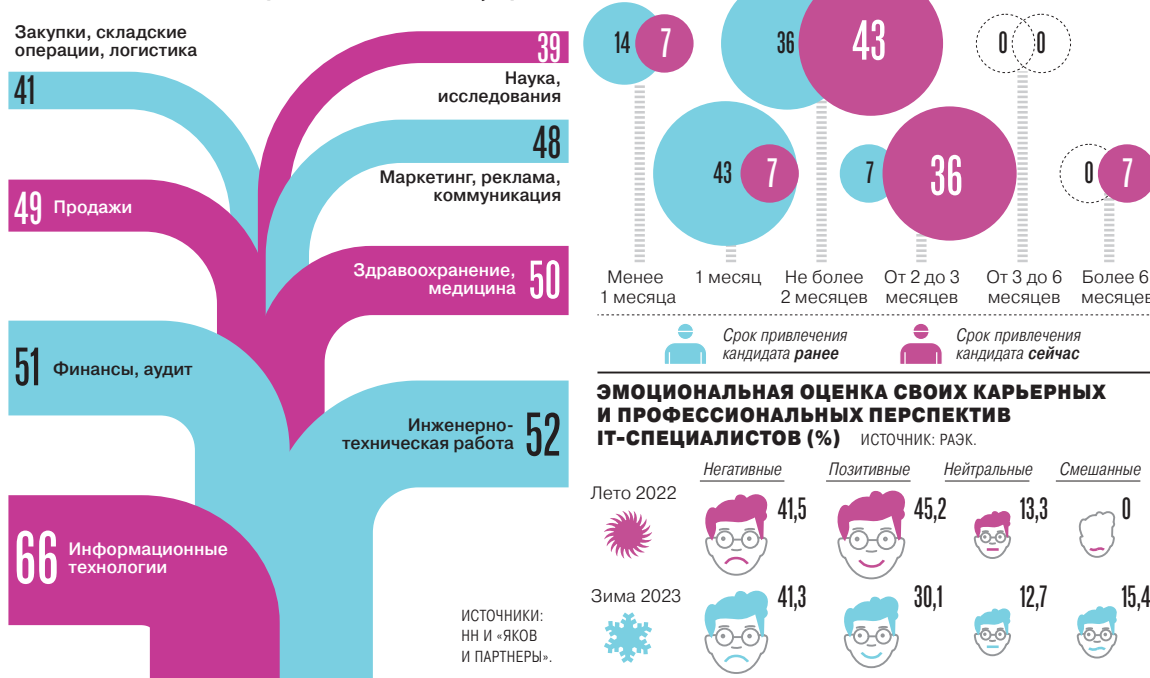 Закупки, складские
операции, логистика
41
39
Наука,
исследования
48
Маркетинг, реклама,
коммуникация
49 Продажи
Здравоохранение,
медицина 50
51 Финансы, аудит
Инженерно-
техническая работа 52
66 Информационные
технологии
ИСТОЧНИКИ:
НН И «ЯКОВ
И ПАРТНЕРЫ».
14 7 36 43 0 0
43 7 7 36 0 7
Менее
1 месяца
1 месяц
Не более
2 месяцев
От 2 до 3
месяцев
От 3 до 6
месяцев
Более 6
месяцев
Срок привлечения
кандидата ранее
Срок привлечения
кандидата сейчас
ЭМОЦИОНАЛЬНАЯ ОЦЕНКА СВОИХ КАРЬЕРНЫХ
И ПРОФЕССИОНАЛЬНЫХ ПЕРСПЕКТИВ
IT-СПЕЦИАЛИСТОВ (%) ИСТОЧНИК: РАЭК.
Негативные Позитивные Нейтральные Смешанные
Лето 2022 41,5 45,2 13,3 0
Зима 2023 41,3 30,1 12,7 15,4